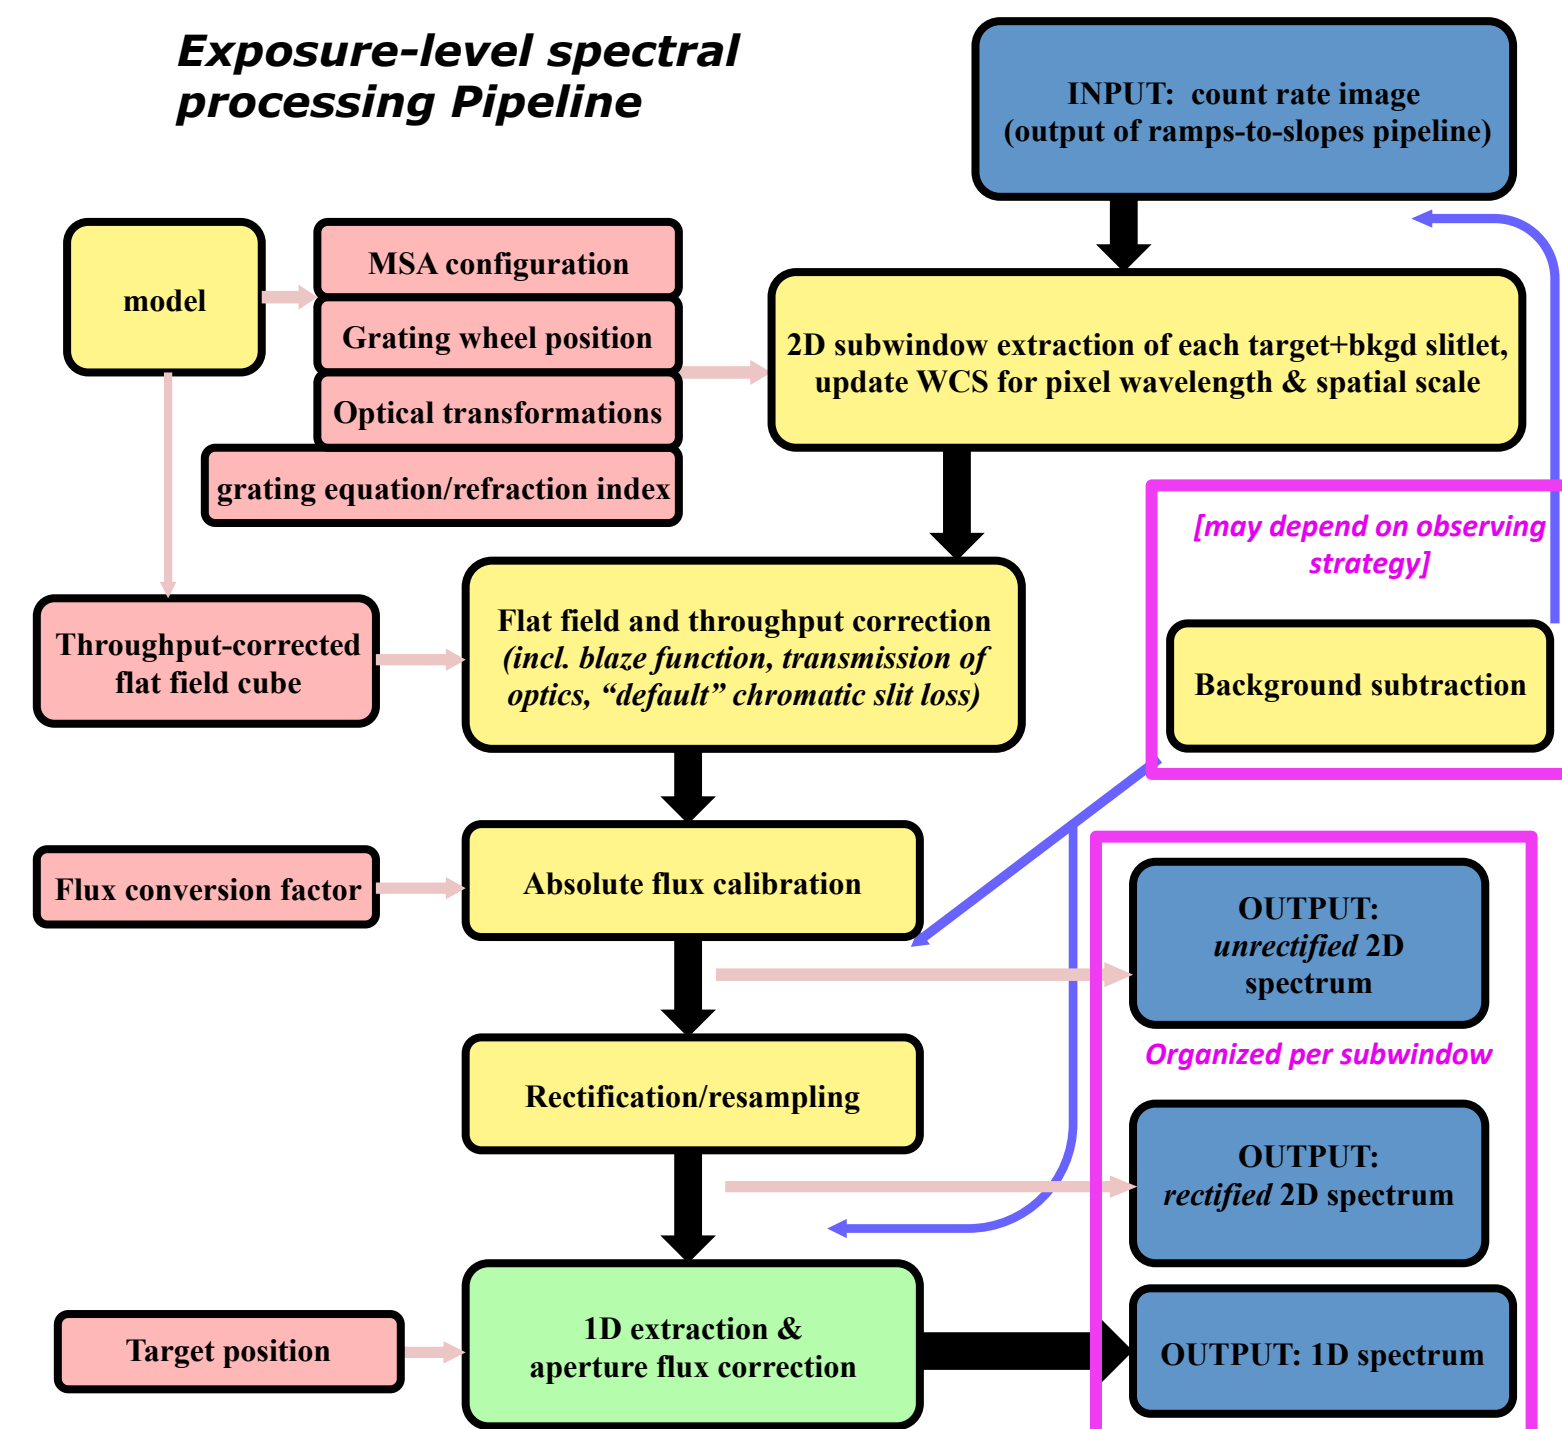 Exposure-level spectral
processing Pipeline
INPUT:  count rate image
(output of ramps-to-slopes pipeline)
model
MSA configuration
Grating wheel position
Optical transformations
grating equation/refraction index
2D subwindow extraction of each target+bkgd slitlet,
update WCS for pixel wavelength & spatial scale
[may depend on observing
strategy]
Background subtraction
Throughput-corrected
flat field cube
Flat field and throughput correction
(incl. blaze function, transmission of
optics, “default” chromatic slit loss)
Flux conversion factor
Absolute flux calibration
OUTPUT:
unrectified 2D
spectrum
Organized per subwindow
Rectification/resampling
OUTPUT:
rectified 2D spectrum
Target position
1D extraction &
aperture flux correction
OUTPUT: 1D spectrum